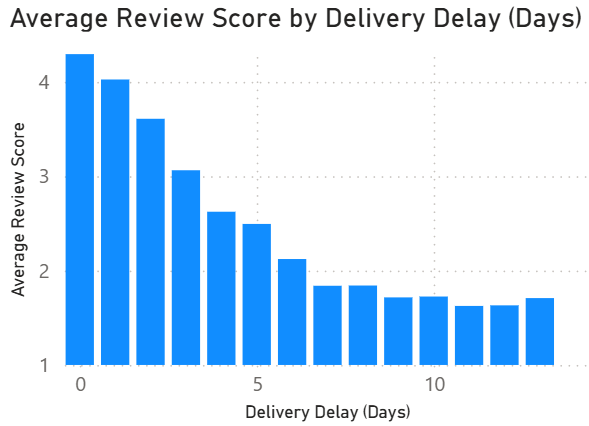 Average Review Score by Delivery Delay (Days)
Average Review Score
4
3
2
1
0 5 10
Delivery Delay (Days)